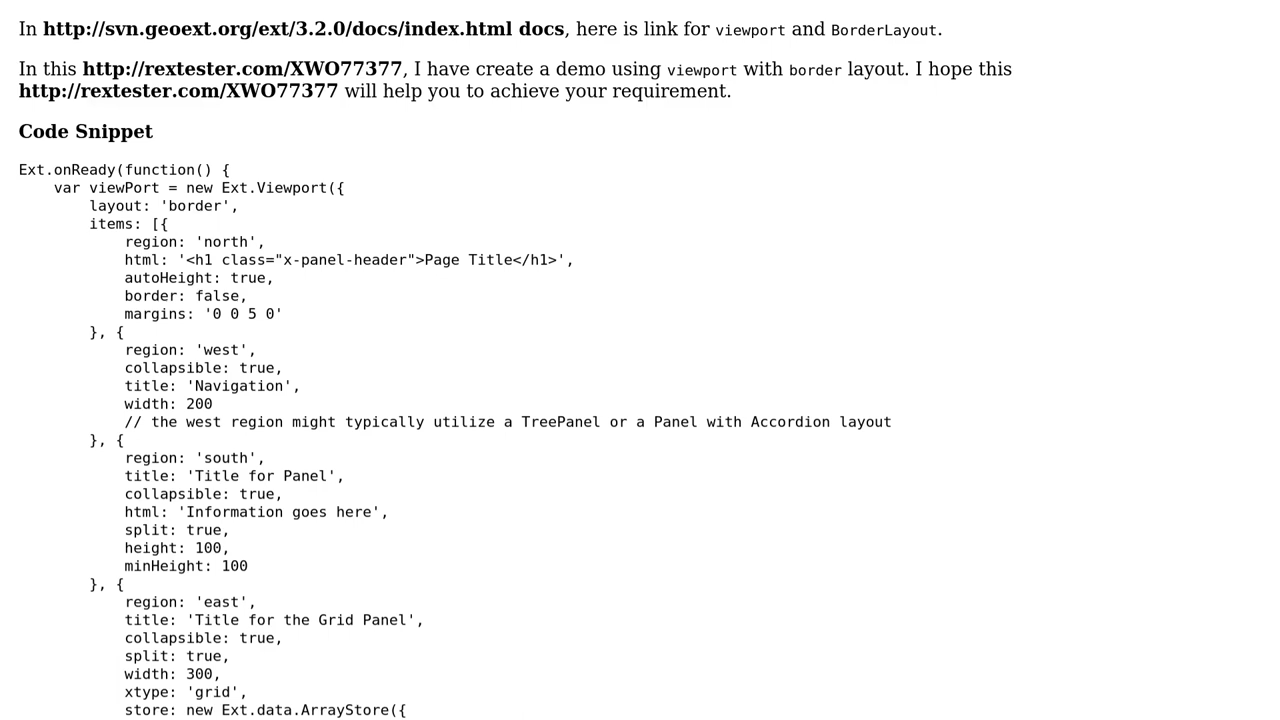 In http://svn.geoext.org/ext/3.2.0/docs/index.html docs, here is link for viewport and BorderLayout.
In this http://rextester.com/XWO77377, I have create a demo using viewport with border layout. I hope this
http://rextester.com/XWO77377 will help you to achieve your requirement.
Code Snippet
Ext.onReady(function() {
    var viewPort = new Ext.Viewport({
        layout: 'border',
        items: [{
            region: 'north',
            html: '<h1 class="x-panel-header">Page Title</h1>',
            autoHeight: true,
            border: false,
            margins: '0 0 5 0'
        }, {
            region: 'west',
            collapsible: true,
            title: 'Navigation',
            width: 200
            // the west region might typically utilize a TreePanel or a Panel with Accordion layout
        }, {
            region: 'south',
            title: 'Title for Panel',
            collapsible: true,
            html: 'Information goes here',
            split: true,
            height: 100,
            minHeight: 100
        }, {
            region: 'east',
            title: 'Title for the Grid Panel',
            collapsible: true,
            split: true,
            width: 300,
            xtype: 'grid',
            store: new Ext.data.ArrayStore({